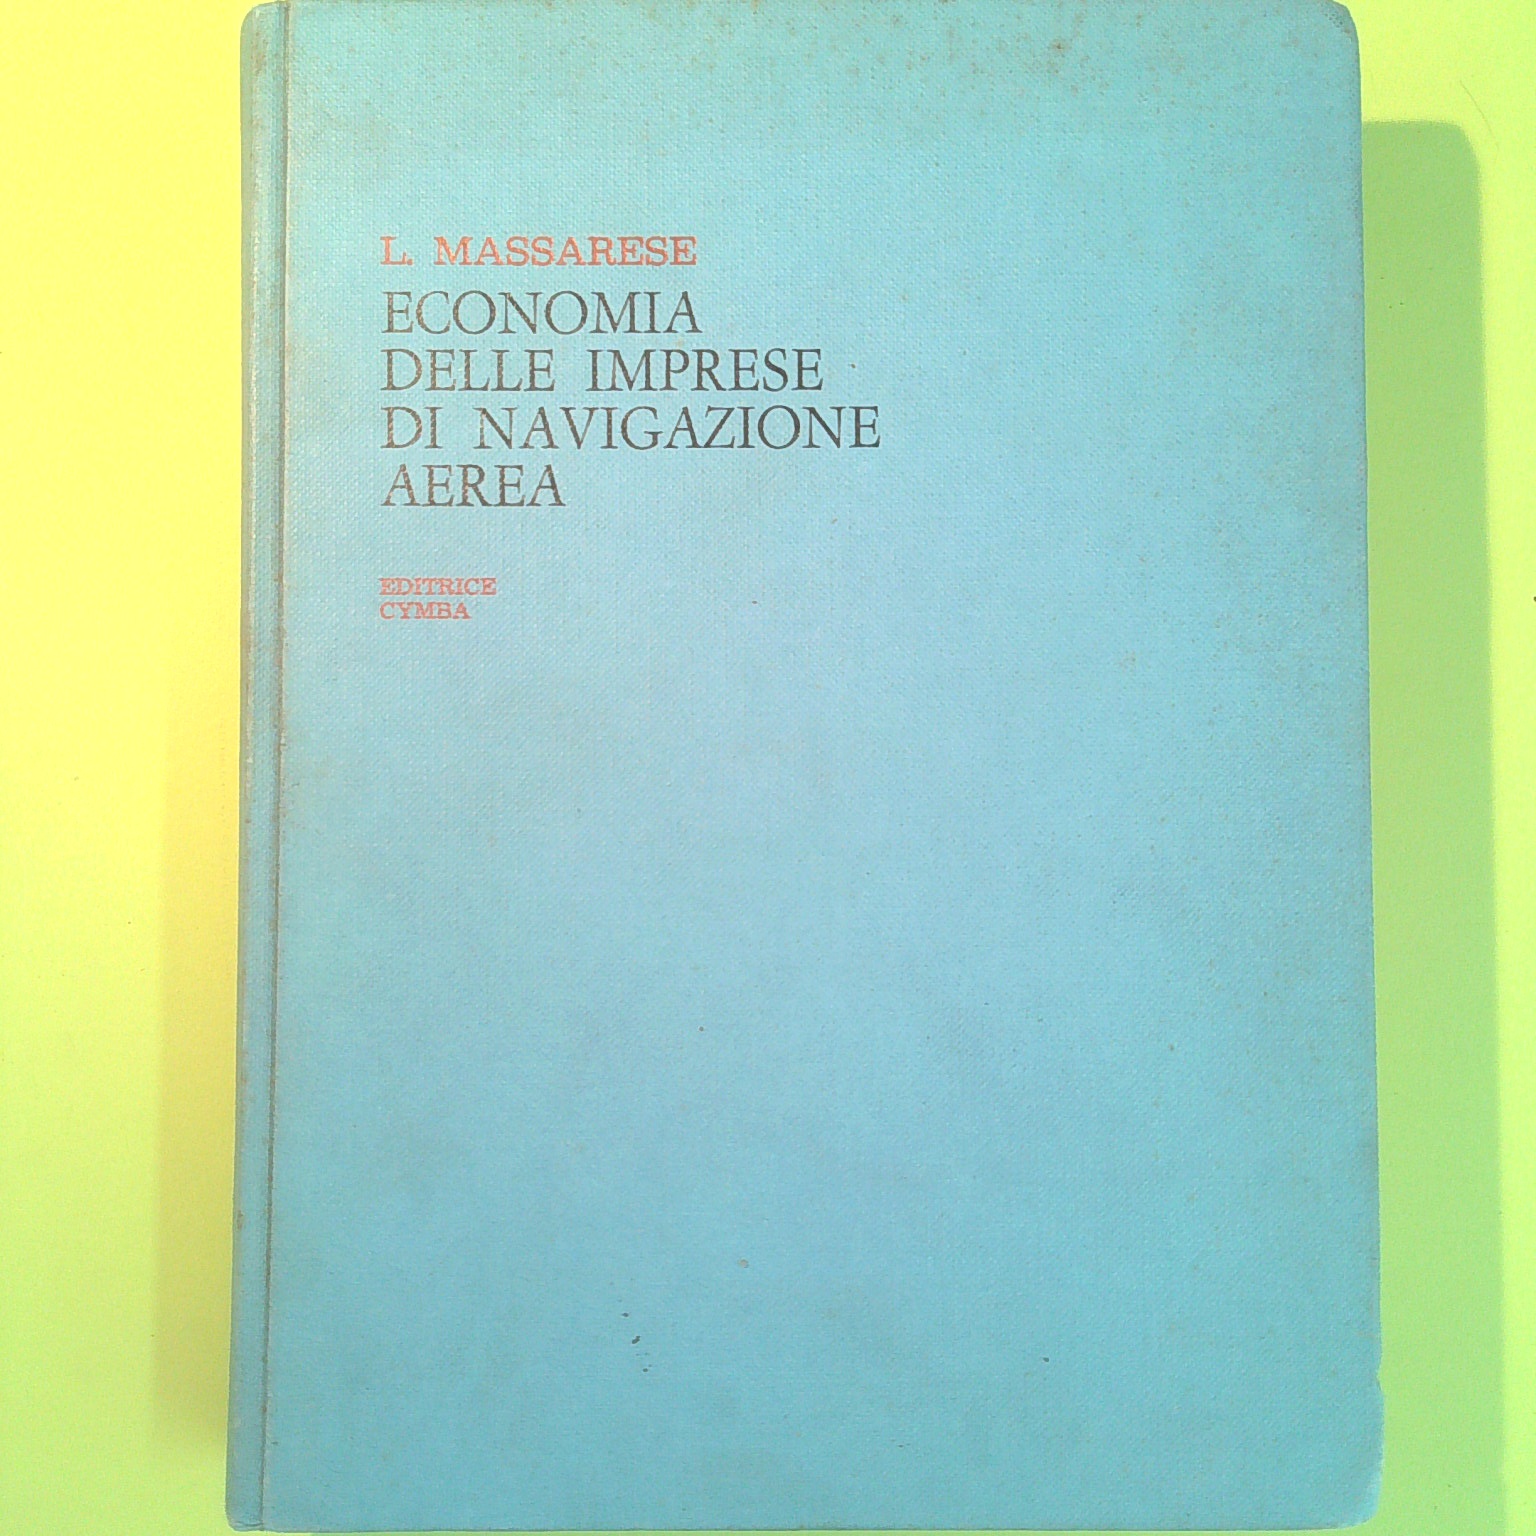 L. MASSARESE
ECONOMIA
DELLE IMPRESE
DI NAVIGAZIONE
AEREA
EDITRICE
CYMBA